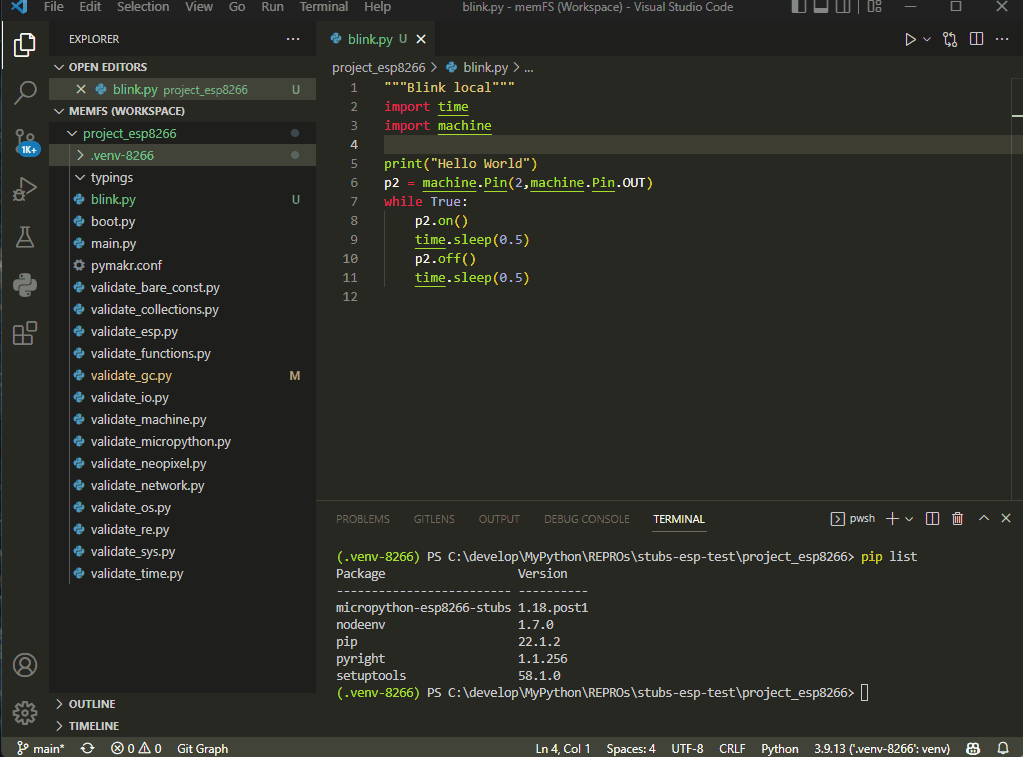 File Edit Selection View Go Run Terminal Help blink.py - memFS (Workspace) - Visual Studio Code
EXPLORER ...
OPEN EDITORS
blink.py project_esp8266 U
MEMFS (WORKSPACE)
project_esp8266
.venv-8266
typings
blink.py U
boot.py
main.py
pymakr.conf
validate_bare_const.py
validate_collections.py
validate_esp.py
validate_functions.py
validate_gc.py M
validate_io.py
validate_machine.py
validate_micropython.py
validate_neopixel.py
validate_network.py
validate_os.py
validate_re.py
validate_sys.py
validate_time.py
OUTLINE
TIMELINE
1K+
blink.py U
project_esp8266 > blink.py > ...
1 """Blink local"""
2 import time
3 import machine
4
5 print("Hello World")
6 p2 = machine.Pin(2,machine.Pin.OUT)
7 while True:
8 p2.on()
9 time.sleep(0.5)
10 p2.off()
11 time.sleep(0.5)
12
PROBLEMS GITLENS OUTPUT DEBUG CONSOLE TERMINAL pwsh
(.venv-8266) PS C:\develop\MyPython\REPROs\stubs-esp-test\project_esp8266> pip list
Package Version
------------------------- ----------
micropython-esp8266-stubs 1.18.post1
nodeenv 1.7.0
pip 22.1.2
pyright 1.1.256
setuptools 58.1.0
(.venv-8266) PS C:\develop\MyPython\REPROs\stubs-esp-test\project_esp8266>
main* 0 0 Git Graph Ln 4, Col 1 Spaces: 4 UTF-8 CRLF Python 3.9.13 ('.venv-8266': venv)